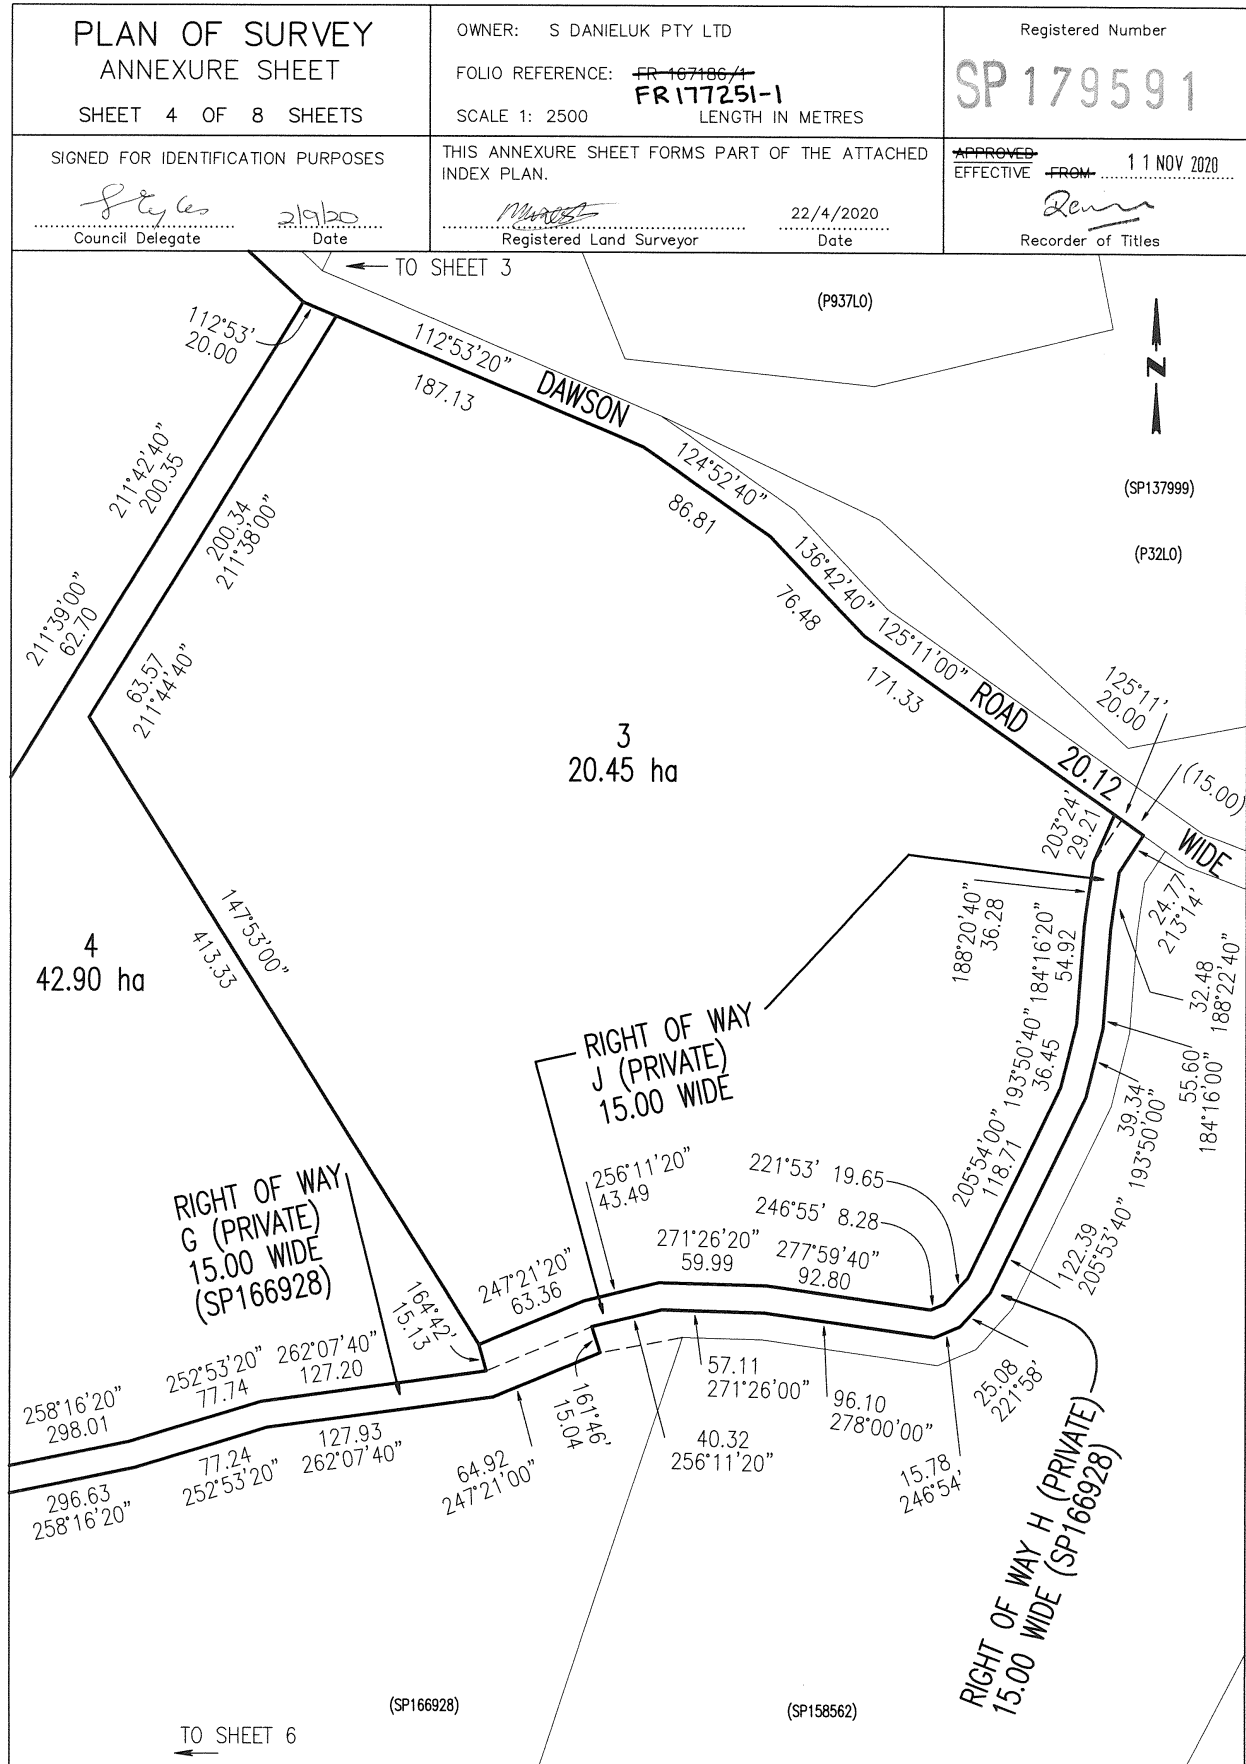 PLAN OF SURVEY
ANNEXURE SHEET
SHEET 4 OF 8 SHEETS
OWNER: S DANIELUK PTY LTD
FOLIO REFERENCE: FR 167186/1
FR177251-1
SCALE 1: 2500 LENGTH IN METRES
Registered Number
SP 179591
SIGNED FOR IDENTIFICATION PURPOSES
2/9/20
Council Delegate Date
THIS ANNEXURE SHEET FORMS PART OF THE ATTACHED
INDEX PLAN.
22/4/2020
Registered Land Surveyor Date
APPROVED
EFFECTIVE FROM 11 NOV 2020
Recorder of Titles
TO SHEET 3
(P937LO)
112°53'
20.00
112°53'20"
187.13
DAWSON
N
211°42'40"
200.35
200.34
211°38'00"
124°52'40"
86.81
(SP137999)
(P32LO)
136°42'40"
76.48
211°39'00"
62.70
63.57
211°44'40"
125°11'00"
171.33
ROAD
20.12
WIDE
125°11'
20.00
(15.00)
3
20.45 ha
203°24'
29.21
24.77
213°14'
188°20'40"
36.28
184°16'20"
54.92
32.48
188°22'40"
147°53'00"
413.33
4
42.90 ha
RIGHT OF WAY
J (PRIVATE)
15.00 WIDE
193°50'40"
36.45
55.60
184°16'00"
39.34
193°50'00"
205°54'00"
118.71
122.39
205°53'40"
RIGHT OF WAY
G (PRIVATE)
15.00 WIDE
(SP166928)
256°11'20"
43.49
221°53' 19.65
246°55' 8.28
271°26'20"
59.99
277°59'40"
92.80
247°21'20"
63.36
164°42'
15.13
262°07'40"
127.20
252°53'20"
77.74
258°16'20"
298.01
296.63
258°16'20"
77.24
252°53'20"
127.93
262°07'40"
64.92
247°21'00"
161°46'
15.04
40.32
256°11'20"
57.11
271°26'00"
96.10
278°00'00"
15.78
246°54'
25.08
221°58'
RIGHT OF WAY H (PRIVATE)
15.00 WIDE (SP166928)
(SP166928)
(SP158562)
TO SHEET 6